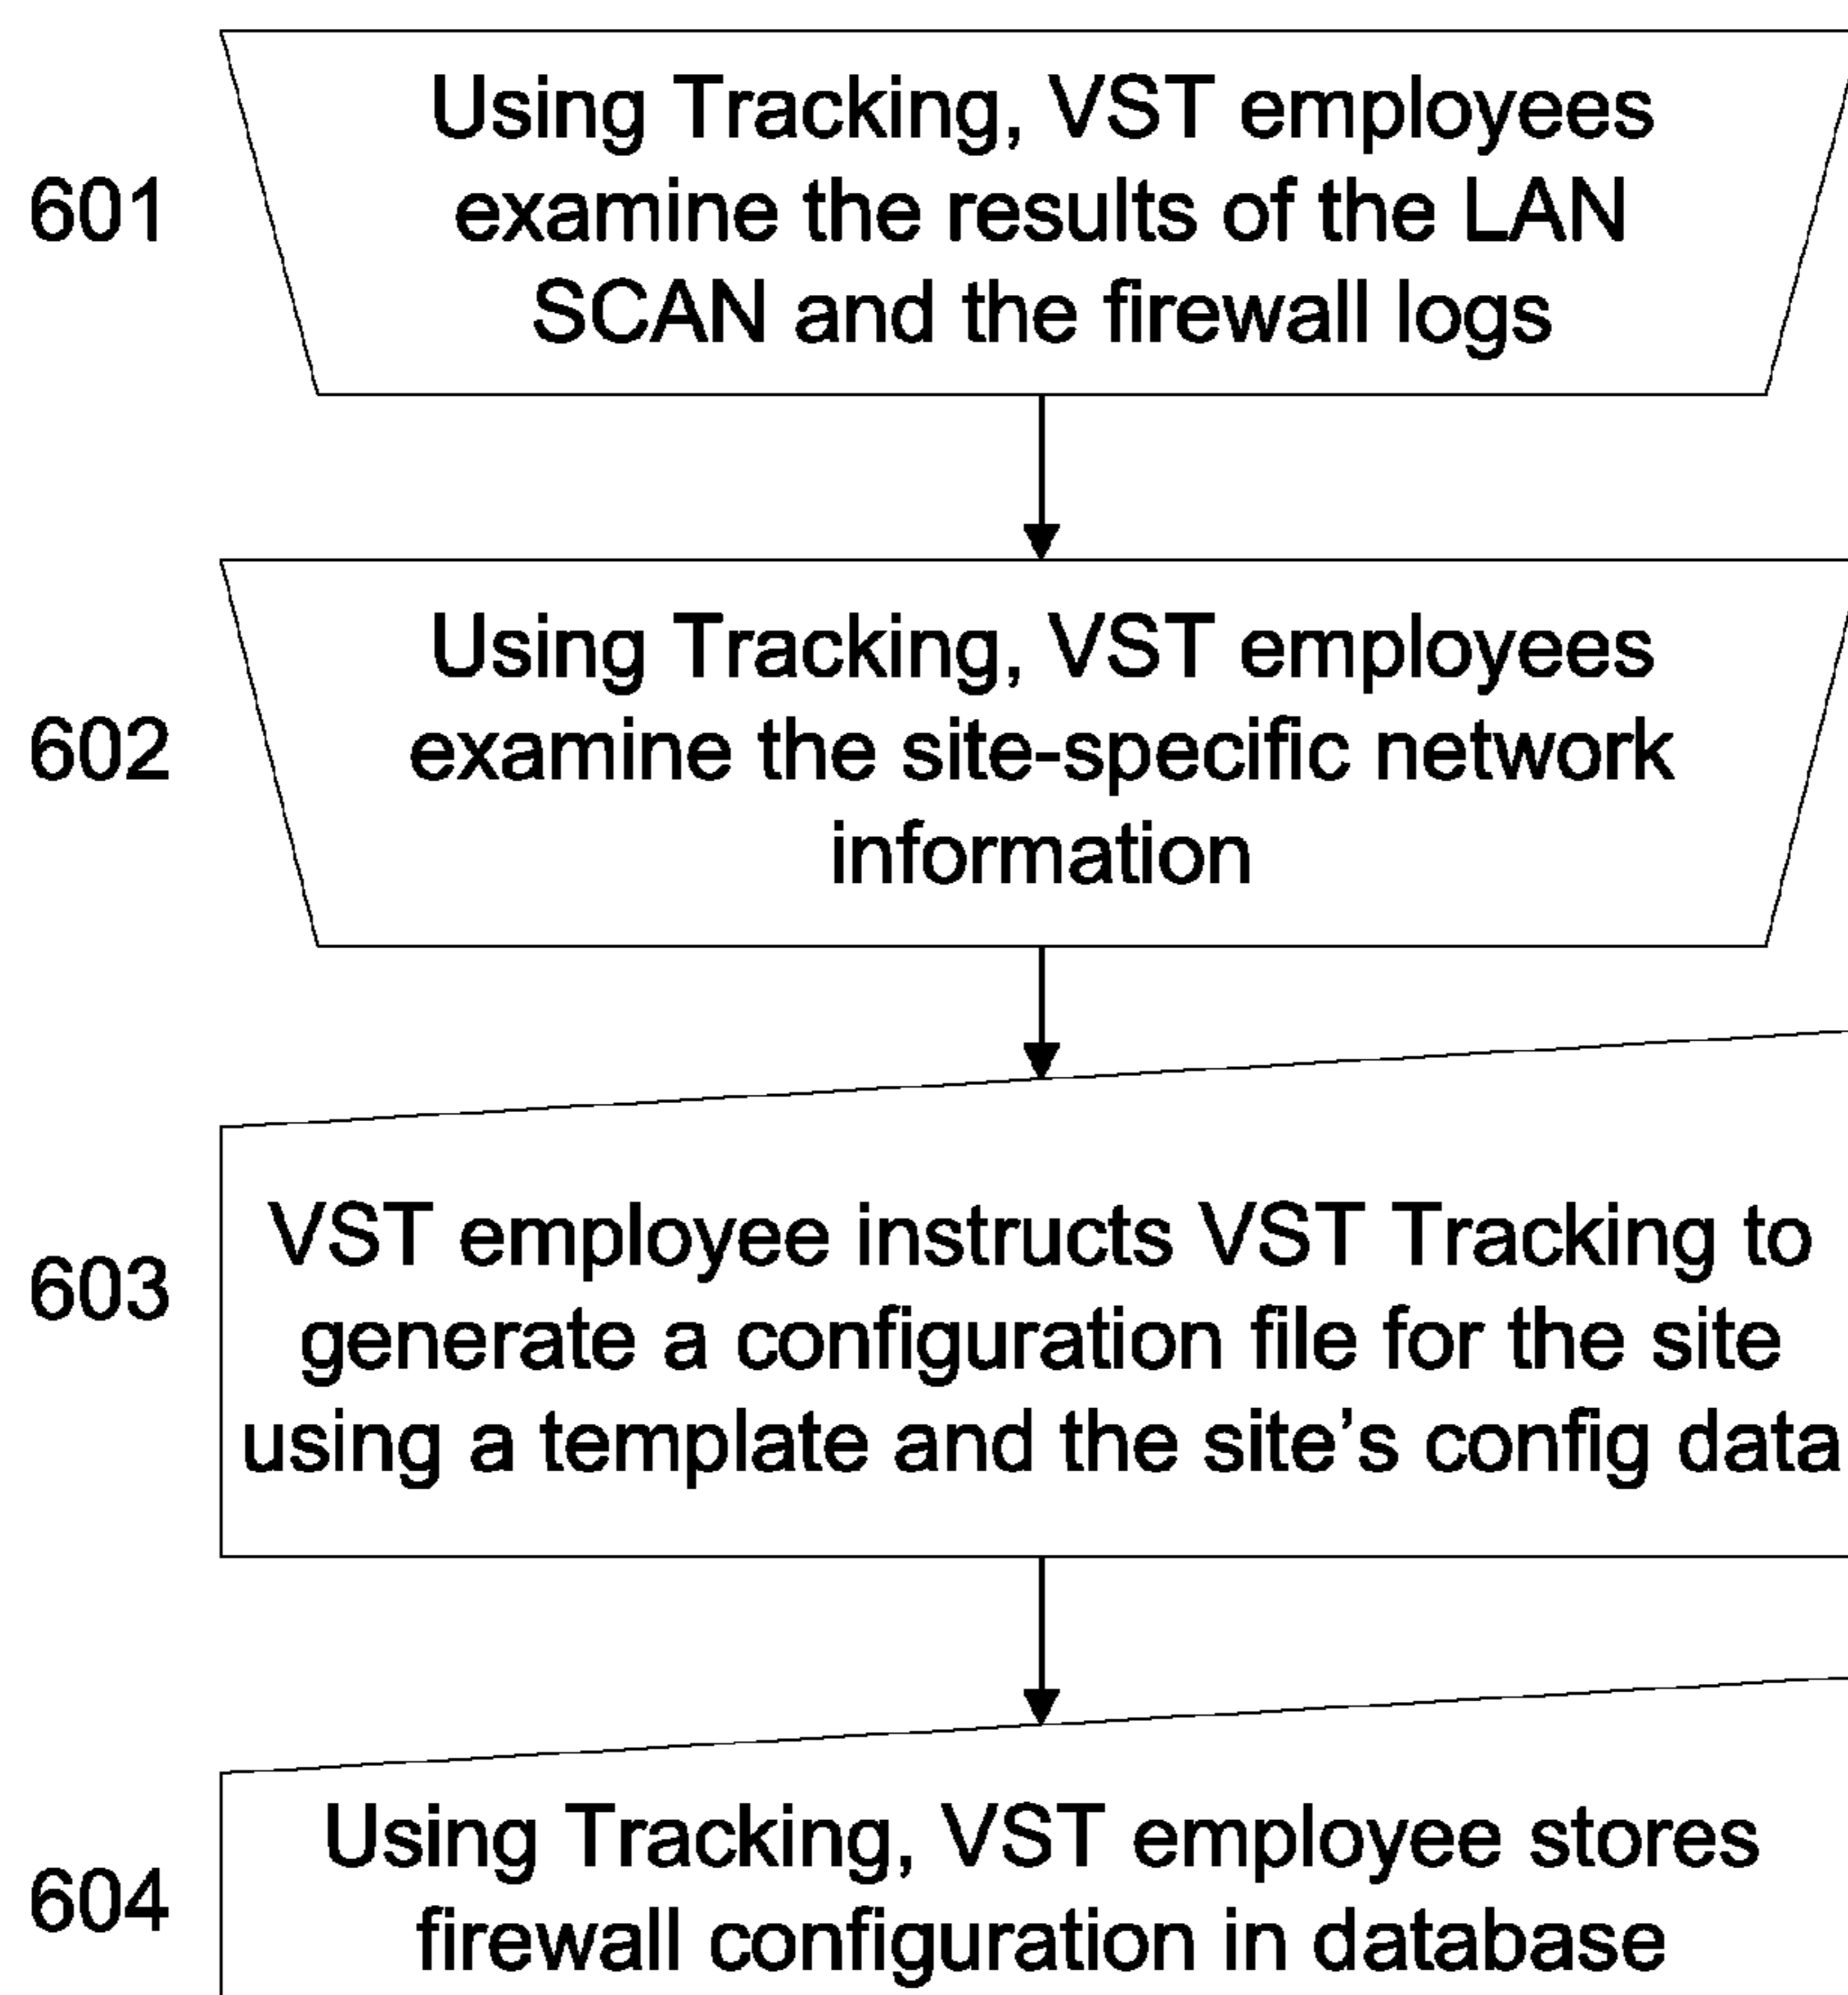 601
Using Tracking, VST employees
examine the results of the LAN
SCAN and the firewall logs
602
Using Tracking, VST employees
examine the site-specific network
information
603
VST employee instructs VST Tracking to
generate a configuration file for the site
using a template and the site's config data
604
Using Tracking, VST employee stores
firewall configuration in database